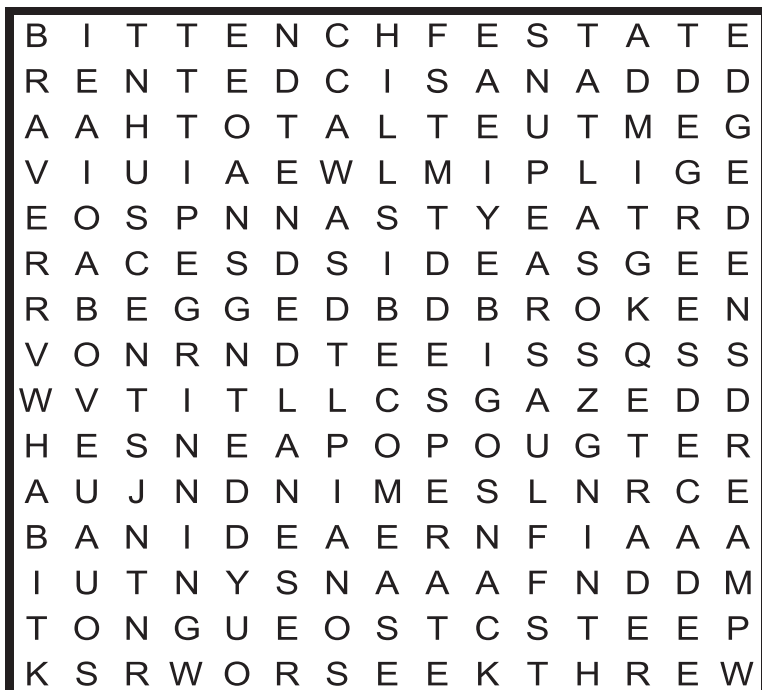 B I T T E N C H F E S T A T E
R E N T E D C I S A N A D D D
A A H T O T A L T E U T M E G
V I U I A E W L M I P L I G E
E O S P N N A S T Y E A T R D
R A C E S D S I D E A S G E E
R B E G G E D B D B R O K E N
V O N R N D T E E I S S Q S S
W V T I T L L C S G A Z E D D
H E S N E A P O P O U G T E R
A U J N D N I M E S L N R C E
B A N I D E A E R N F I A A A
I U T N Y S N A A A F N D D M
T O N G U E O S T C S T E E P
K S R W O R S E E K T H R E W